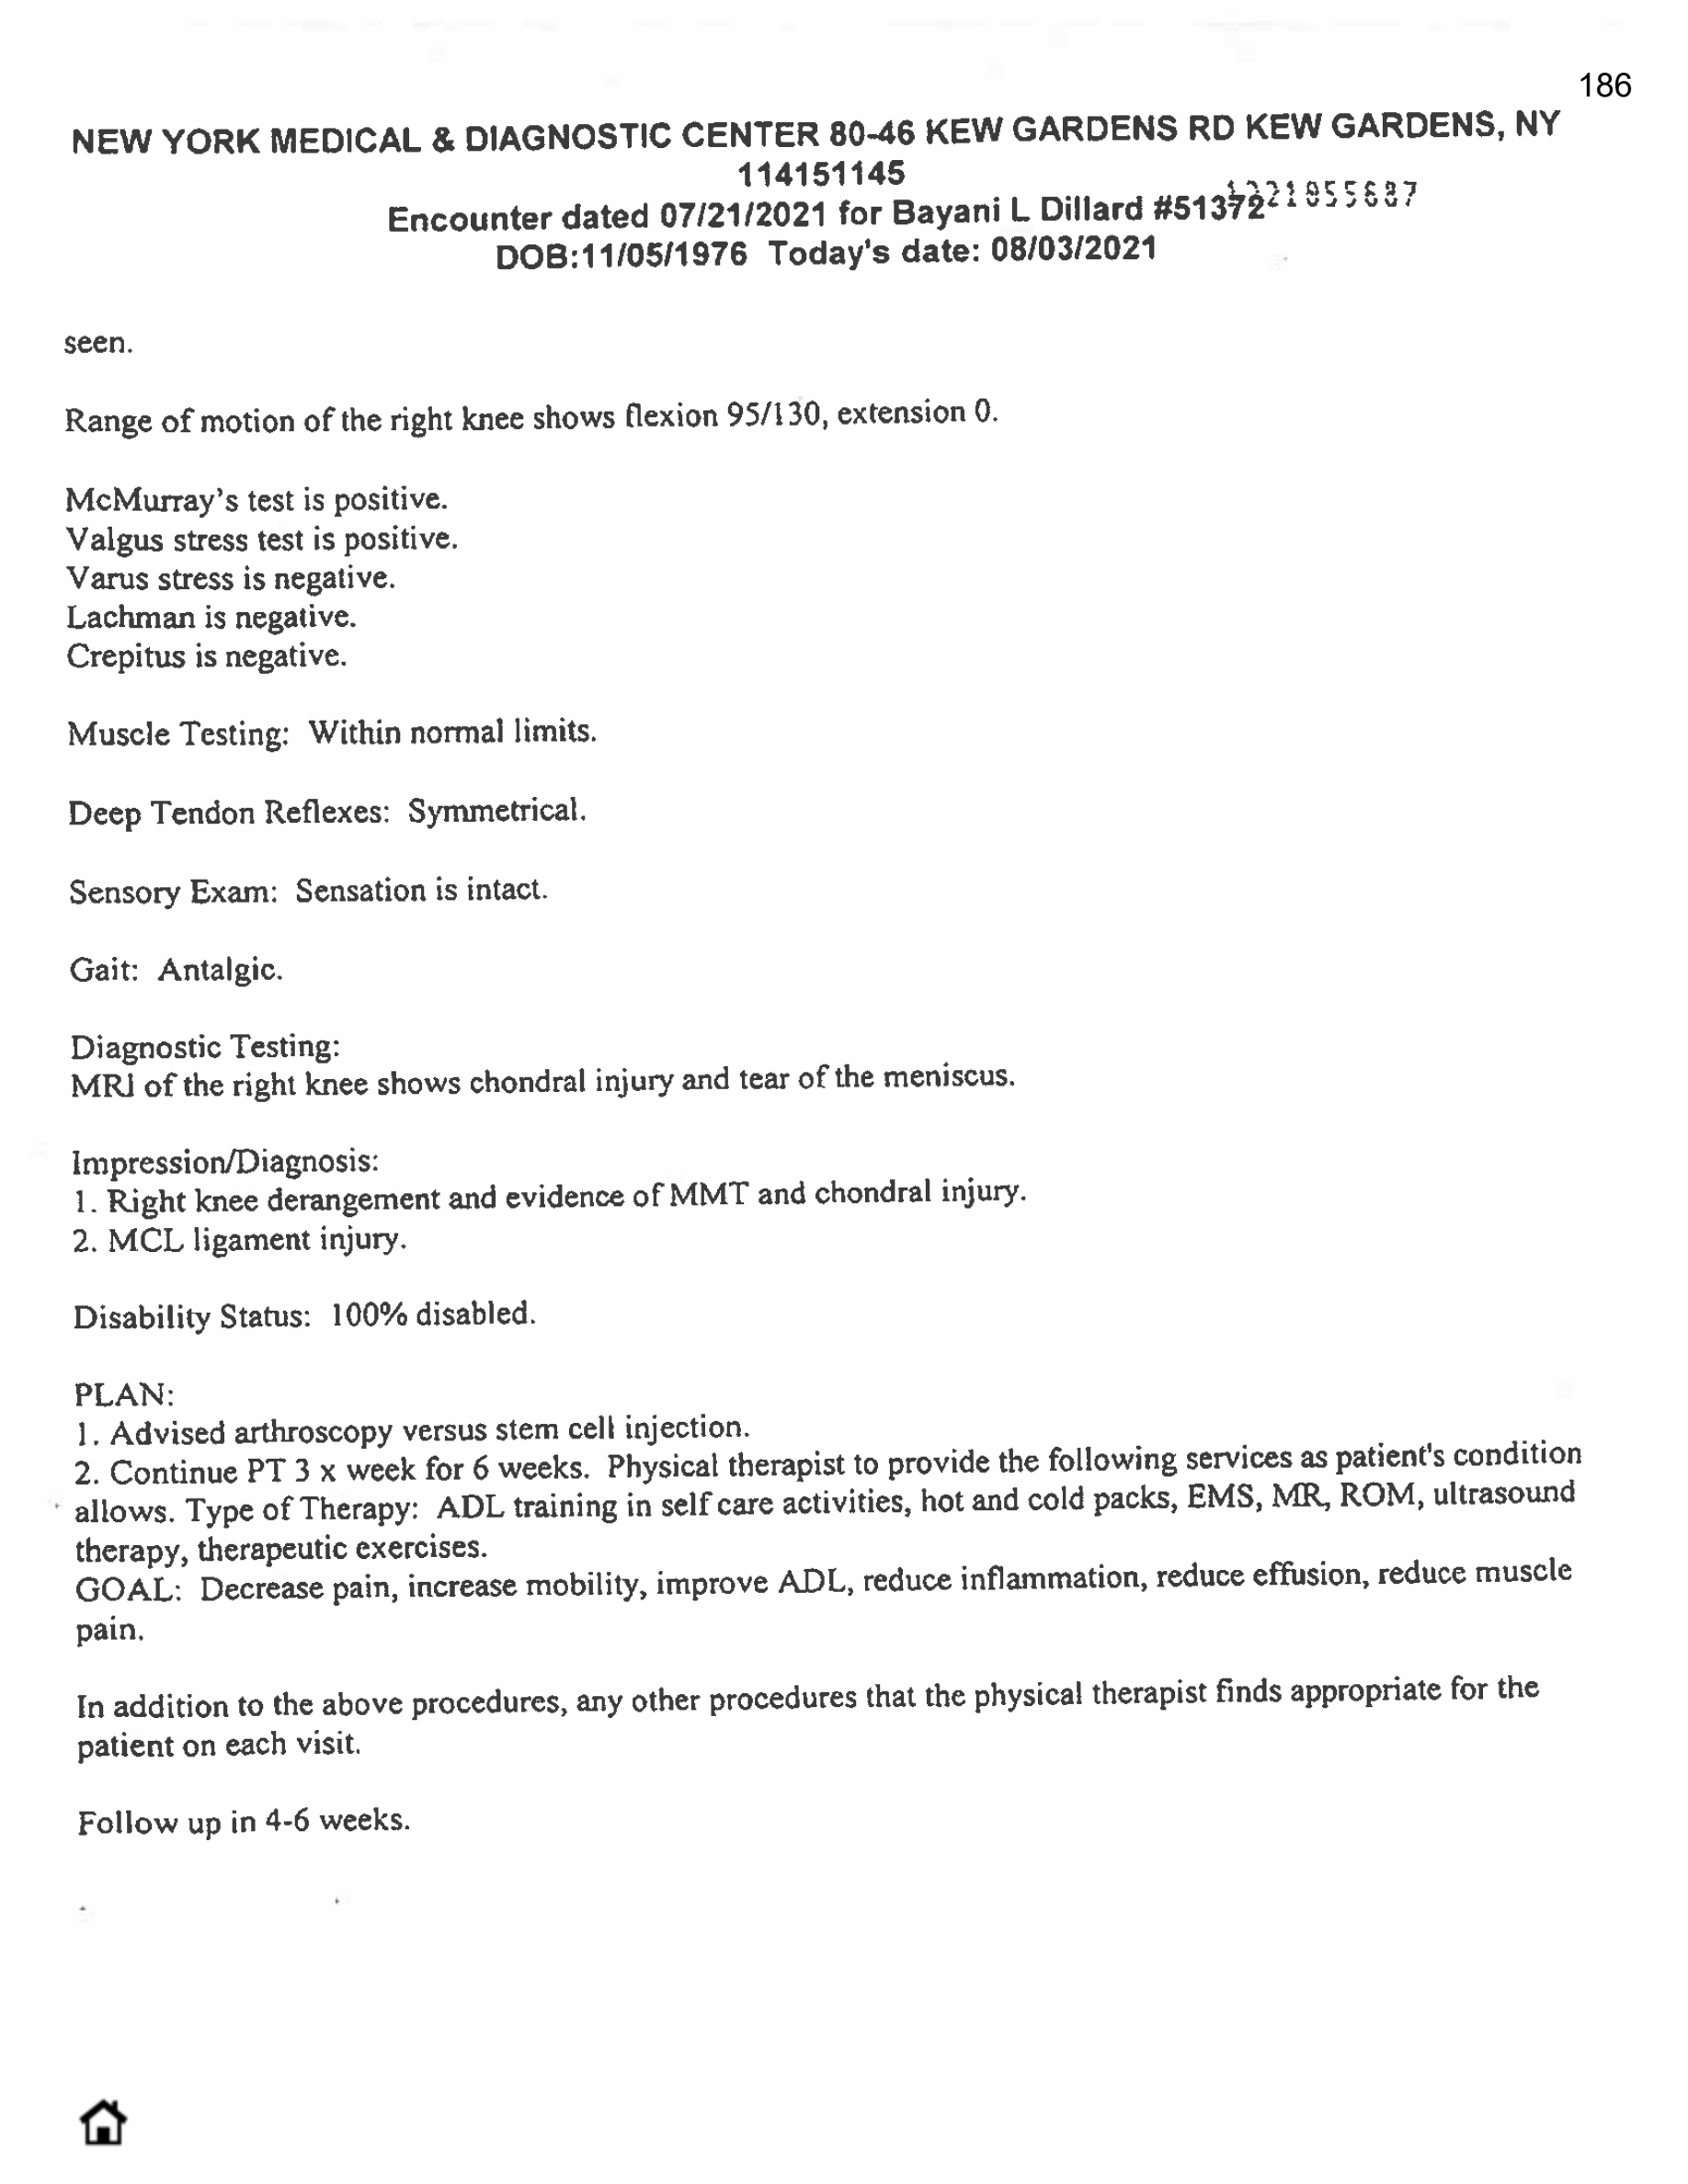 186
NEW YORK MEDICAL & DIAGNOSTIC CENTER 80-46 KEW GARDENS RD KEW GARDENS, NY
114151145
Encounter dated 07/21/2021 for Bayani L Dillard #51372
DOB:11/05/1976 Today's date: 08/03/2021
seen.
Range of motion of the right knee shows flexion 95/130, extension 0.
McMurray's test is positive.
Valgus stress test is positive.
Varus stress is negative.
Lachman is negative.
Crepitus is negative.
Muscle Testing: Within normal limits.
Deep Tendon Reflexes: Symmetrical.
Sensory Exam: Sensation is intact.
Gait: Antalgic.
Diagnostic Testing:
MRI of the right knee shows chondral injury and tear of the meniscus.
Impression/Diagnosis:
1. Right knee derangement and evidence of MMT and chondral injury.
2. MCL ligament injury.
Disability Status: 100% disabled.
PLAN:
1. Advised arthroscopy versus stem cell injection.
2. Continue PT 3 x week for 6 weeks. Physical therapist to provide the following services as patient's condition
allows. Type of Therapy: ADL training in self care activities, hot and cold packs, EMS, MR, ROM, ultrasound
therapy, therapeutic exercises.
GOAL: Decrease pain, increase mobility, improve ADL, reduce inflammation, reduce effusion, reduce muscle
pain.
In addition to the above procedures, any other procedures that the physical therapist finds appropriate for the
patient on each visit.
Follow up in 4-6 weeks.